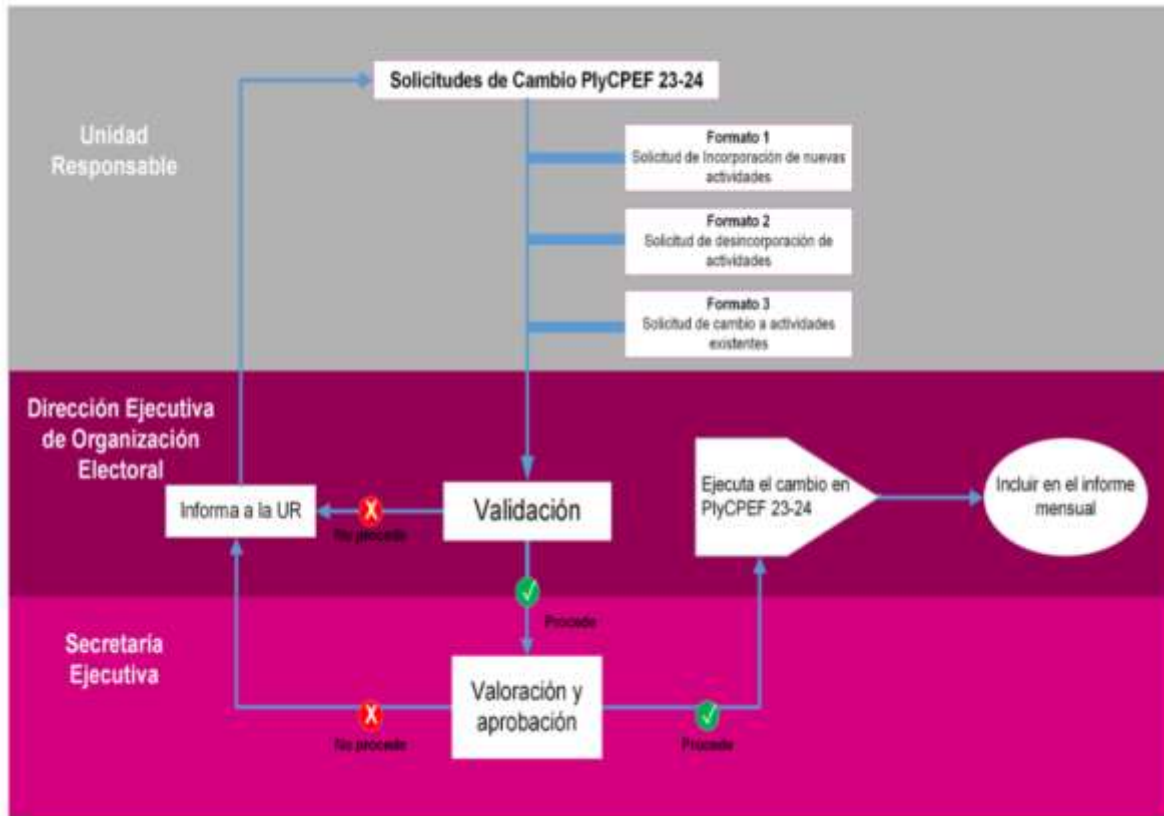 Solicitudes de Cambio PlyCPEF 23-24
Unidad
Responsable
Formato 1
Solicitud de Incorporación de nuevas
actividades
Formato 2
Solicitud de desincorporación de
actividades
Formato 3
Solicitud de cambio a actividades
existentes
Dirección Ejecutiva
de Organización
Electoral
Informa a la UR
X
No procede
Validación
Ejecuta el cambio en
PlyCPEF 23-24
Incluir en el informe
mensual
Procede
Secretaría
Ejecutiva
Valoración y
aprobación
X
No procede
Procede